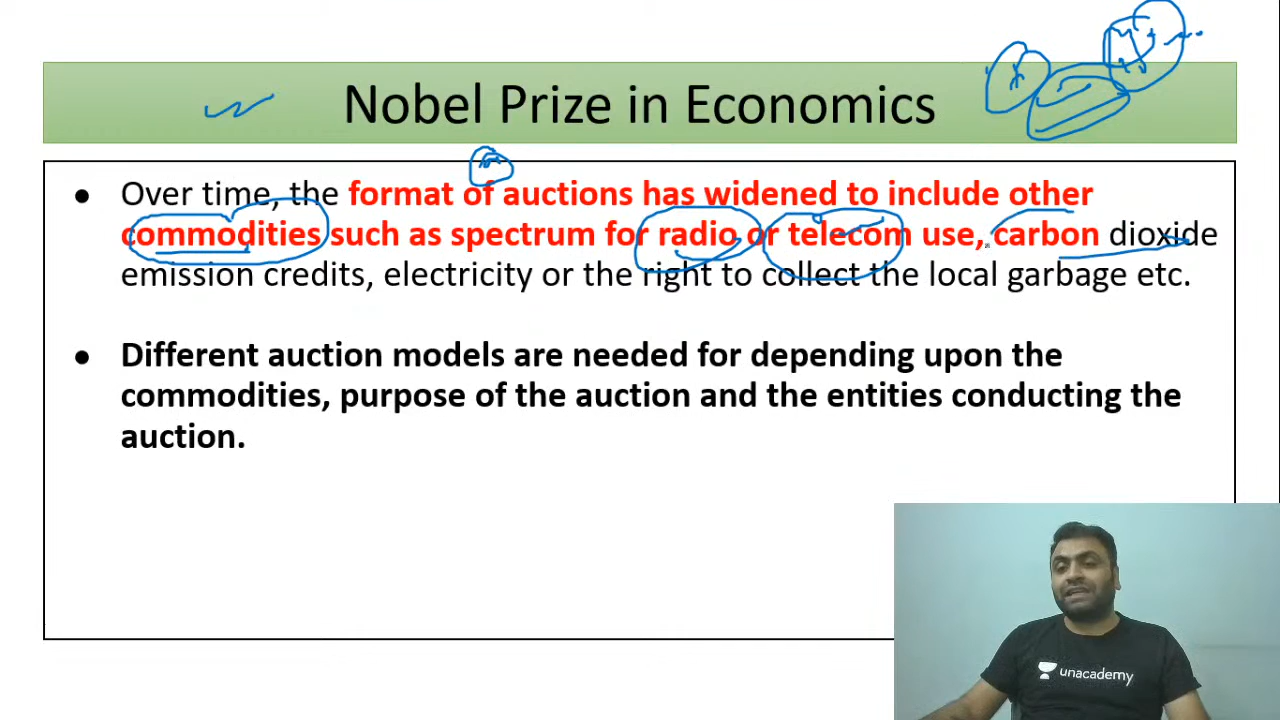 Nobel Prize in Economics
● Over time, the format of auctions has widened to include other
commodities such as spectrum for radio or telecom use, carbon dioxide
emission credits, electricity or the right to collect the local garbage etc.
● Different auction models are needed for depending upon the
commodities, purpose of the auction and the entities conducting the
auction.
unacademy